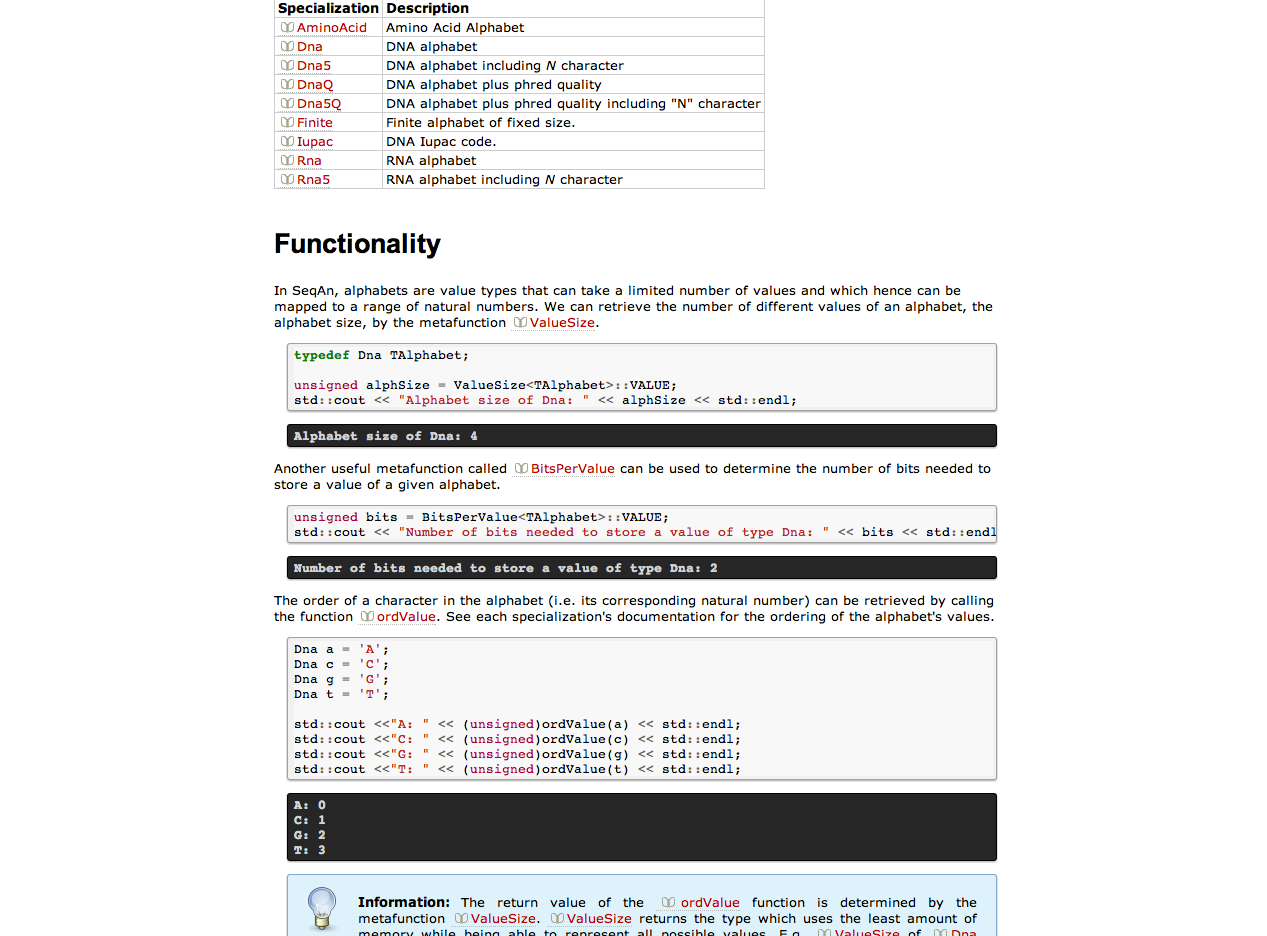 Specialization Description
AminoAcid Amino Acid Alphabet
Dna DNA alphabet
Dna5 DNA alphabet including N character
DnaQ DNA alphabet plus phred quality
Dna5Q DNA alphabet plus phred quality including "N" character
Finite Finite alphabet of fixed size.
Iupac DNA Iupac code.
Rna RNA alphabet
Rna5 RNA alphabet including N character
Functionality
In SeqAn, alphabets are value types that can take a limited number of values and which hence can be
mapped to a range of natural numbers. We can retrieve the number of different values of an alphabet, the
alphabet size, by the metafunction ValueSize.
typedef Dna TAlphabet;
unsigned alphSize = ValueSize<TAlphabet>::VALUE;
std::cout << "Alphabet size of Dna: " << alphSize << std::endl;
Alphabet size of Dna: 4
Another useful metafunction called BitsPerValue can be used to determine the number of bits needed to
store a value of a given alphabet.
unsigned bits = BitsPerValue<TAlphabet>::VALUE;
std::cout << "Number of bits needed to store a value of type Dna: " << bits << std::endl
Number of bits needed to store a value of type Dna: 2
The order of a character in the alphabet (i.e. its corresponding natural number) can be retrieved by calling
the function ordValue. See each specialization's documentation for the ordering of the alphabet's values.
Dna a = 'A';
Dna c = 'C';
Dna g = 'G';
Dna t = 'T';
std::cout <<"A: " << (unsigned)ordValue(a) << std::endl;
std::cout <<"C: " << (unsigned)ordValue(c) << std::endl;
std::cout <<"G: " << (unsigned)ordValue(g) << std::endl;
std::cout <<"T: " << (unsigned)ordValue(t) << std::endl;
A: 0
C: 1
G: 2
T: 3
Information: The return value of the ordValue function is determined by the
metafunction ValueSize. ValueSize returns the type which uses the least amount of
memory while being able to represent all possible values. E.g. ValueSize of Dna